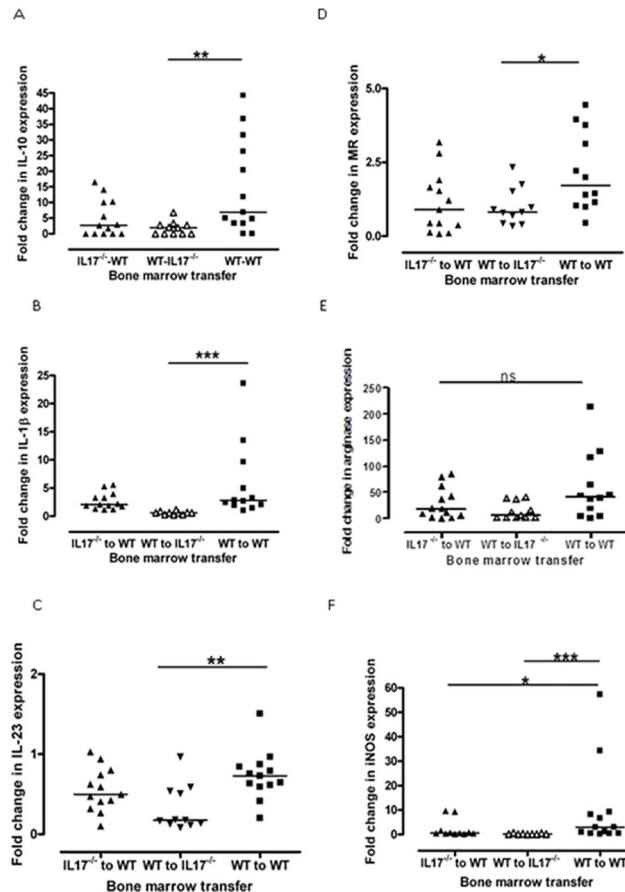 A
**
Fold change in IL-10 expression
45
40
35
30
25
20
15
10
5
0
IL17-/--WT WT-IL17-/- WT-WT
Bone marrow transfer
B
***
Fold change in IL-1β expression
25
20
15
10
5
0
IL17-/- to WT WT to IL17-/- WT to WT
Bone marrow transfer
C
**
Fold change in IL-23 expression
2
1
0
IL17-/- to WT WT to IL17-/- WT to WT
Bone marrow transfer
D
*
Fold change in MR expression
5.0
2.5
0.0
IL17-/- to WT WT to IL17-/- WT to WT
Bone marrow transfer
E
ns
Fold change in arginase expression
250
200
150
100
50
0
IL17-/- to WT WT to IL17-/- WT to WT
Bone marrow transfer
F
***
*
Fold change in iNOS expression
60
50
40
30
20
10
0
IL17-/- to WT WT to IL17-/- WT to WT
Bone marrow transfer